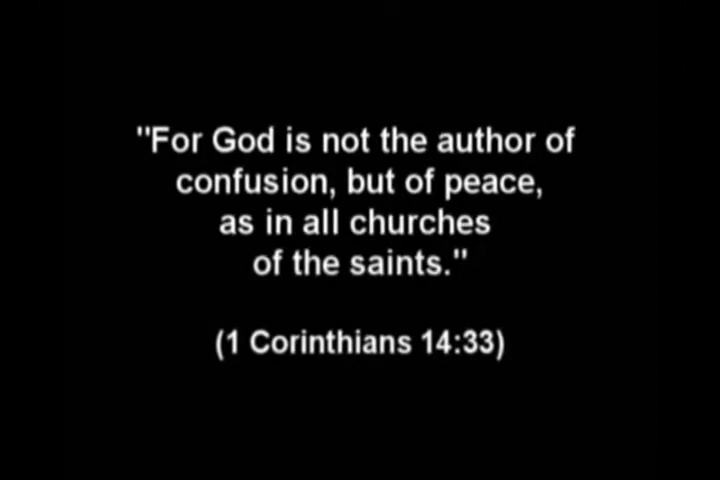 "For God is not the author of
confusion, but of peace,
as in all churches
of the saints."
(1 Corinthians 14:33)